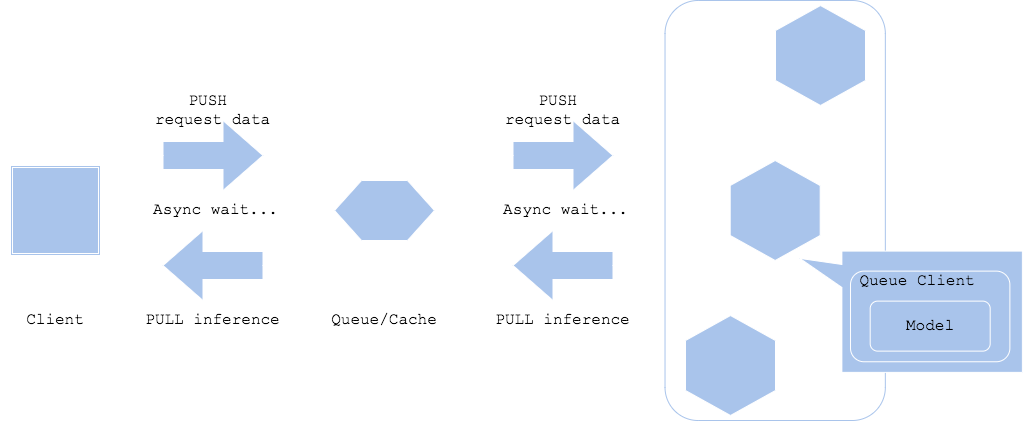 PUSH
request data
PUSH
request data
Async wait...
Async wait...
Queue Client
Model
Client
PULL inference
Queue/Cache
PULL inference